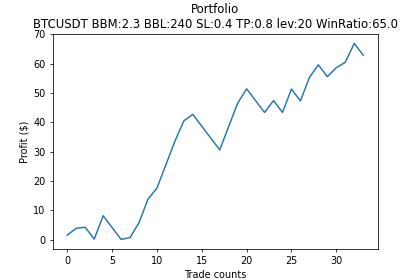 Portfolio
BTCUSDT BBM:2.3 BBL:240 SL:0.4 TP:0.8 lev:20 WinRatio:65.0
70
60
50
40
30
20
10
0
Profit ($)
0 5 10 15 20 25 30
Trade counts